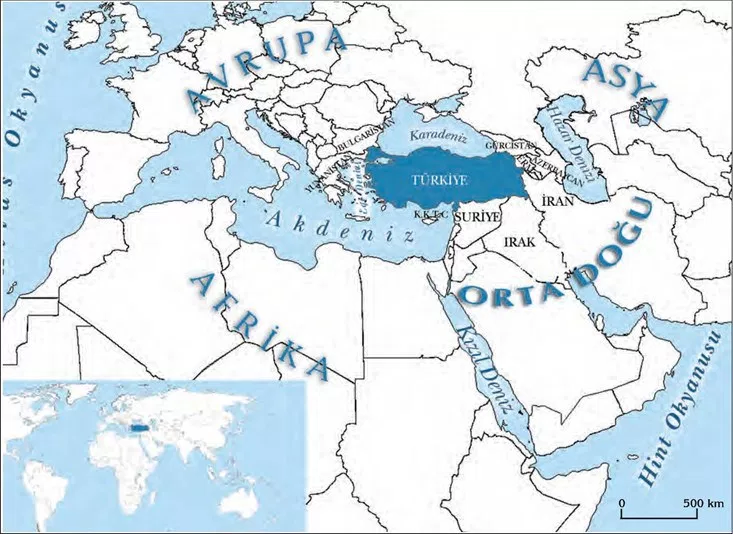 AVRUPA
ASYA
Okyanus
Karadeniz
Hazar Denizi
BULGARİSTAN
GÜRCİSTAN
AZERBAYCAN
TÜRKİYE
İRAN
K.K.T.C
SURİYE
IRAK
Akdeniz
ORTA DOĞU
AFRİKA
Kızıl Deniz
Hint Okyanusu
0 500 km